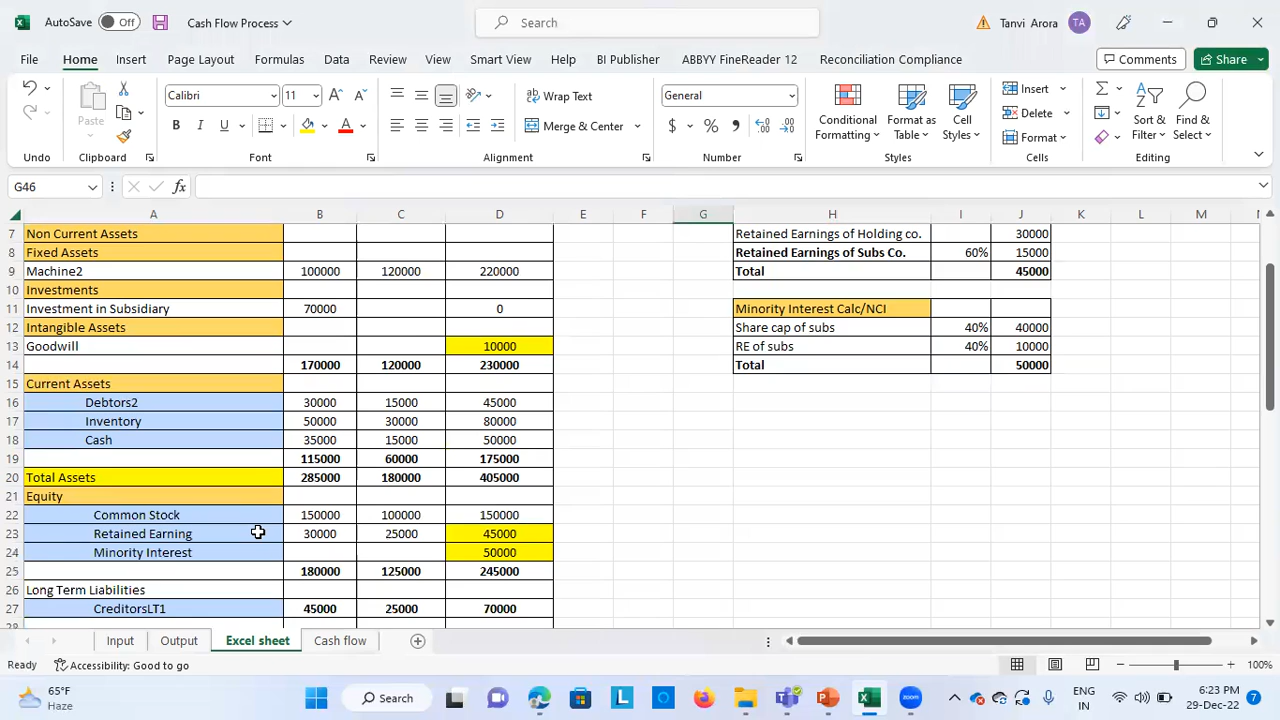 AutoSave Off Cash Flow Process Search Tanvi Arora TA
File Home Insert Page Layout Formulas Data Review View Smart View Help BI Publisher ABBYY FineReader 12 Reconciliation Compliance Comments Share
Paste Calibri 11 A A Wrap Text General Conditional Formatting Format as Table Cell Styles Insert Delete Format Sort & Filter Find & Select
B I U A Merge & Center $ % ,
Undo Clipboard Font Alignment Number Styles Cells Editing
G46 fx
A B C D E F G H I J K L M
7 Non Current Assets Retained Earnings of Holding co. 30000
8 Fixed Assets Retained Earnings of Subs Co. 60% 15000
9 Machine2 100000 120000 220000 Total 45000
10 Investments
11 Investment in Subsidiary 70000 0 Minority Interest Calc/NCI
12 Intangible Assets Share cap of subs 40% 40000
13 Goodwill 10000 RE of subs 40% 10000
14 170000 120000 230000 Total 50000
15 Current Assets
16 Debtors2 30000 15000 45000
17 Inventory 50000 30000 80000
18 Cash 35000 15000 50000
19 115000 60000 175000
20 Total Assets 285000 180000 405000
21 Equity
22 Common Stock 150000 100000 150000
23 Retained Earning 30000 25000 45000
24 Minority Interest 50000
25 180000 125000 245000
26 Long Term Liabilities
27 CreditorsLT1 45000 25000 70000
28
Input Output Excel sheet Cash flow
Ready Accessibility: Good to go 100%
65°F Haze Search ENG IN 6:23 PM 29-Dec-22 7